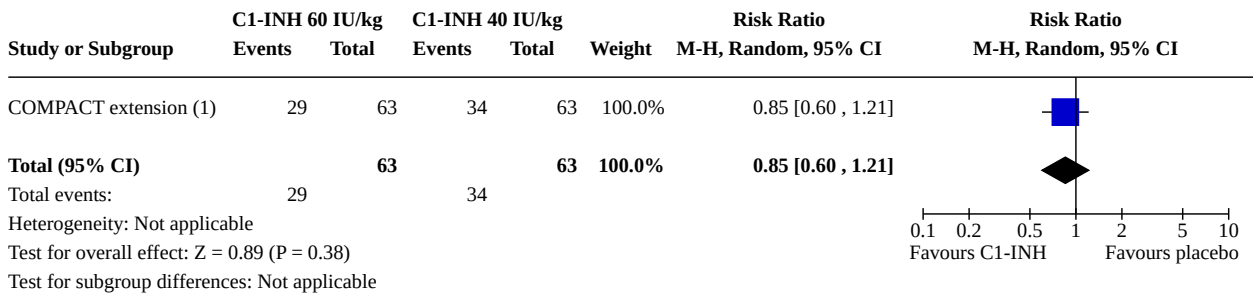 C1-INH 60 IU/kg C1-INH 40 IU/kg Risk Ratio Risk Ratio
Study or Subgroup Events Total Events Total Weight M-H, Random, 95% CI M-H, Random, 95% CI
COMPACT extension (1) 29 63 34 63 100.0% 0.85 [0.60 , 1.21]
Total (95% CI) 63 63 100.0% 0.85 [0.60 , 1.21]
Total events: 29 34
Heterogeneity: Not applicable
0.1 0.2 0.5 1 2 5 10
Test for overall effect: Z = 0.89 (P = 0.38)
Favours C1-INH Favours placebo
Test for subgroup differences: Not applicable